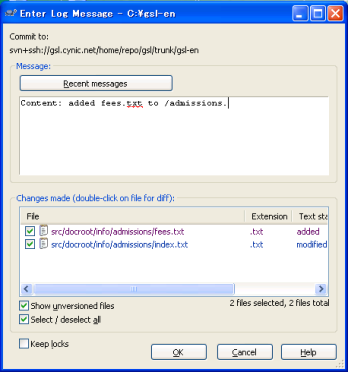 Enter Log Message - C:¥gsl-en
Commit to:
svn+ssh://gsl.cynic.net/home/repo/gsl/trunk/gsl-en
Message:
Recent messages
Content: added fees.txt to /admissions.
Changes made (double-click on file for diff):
File Extension Text sta
src/docroot/info/admissions/fees.txt .txt added
src/docroot/info/admissions/index.txt .txt modified
Show unversioned files 2 files selected, 2 files total
Select / deselect all
Keep locks
OK Cancel Help